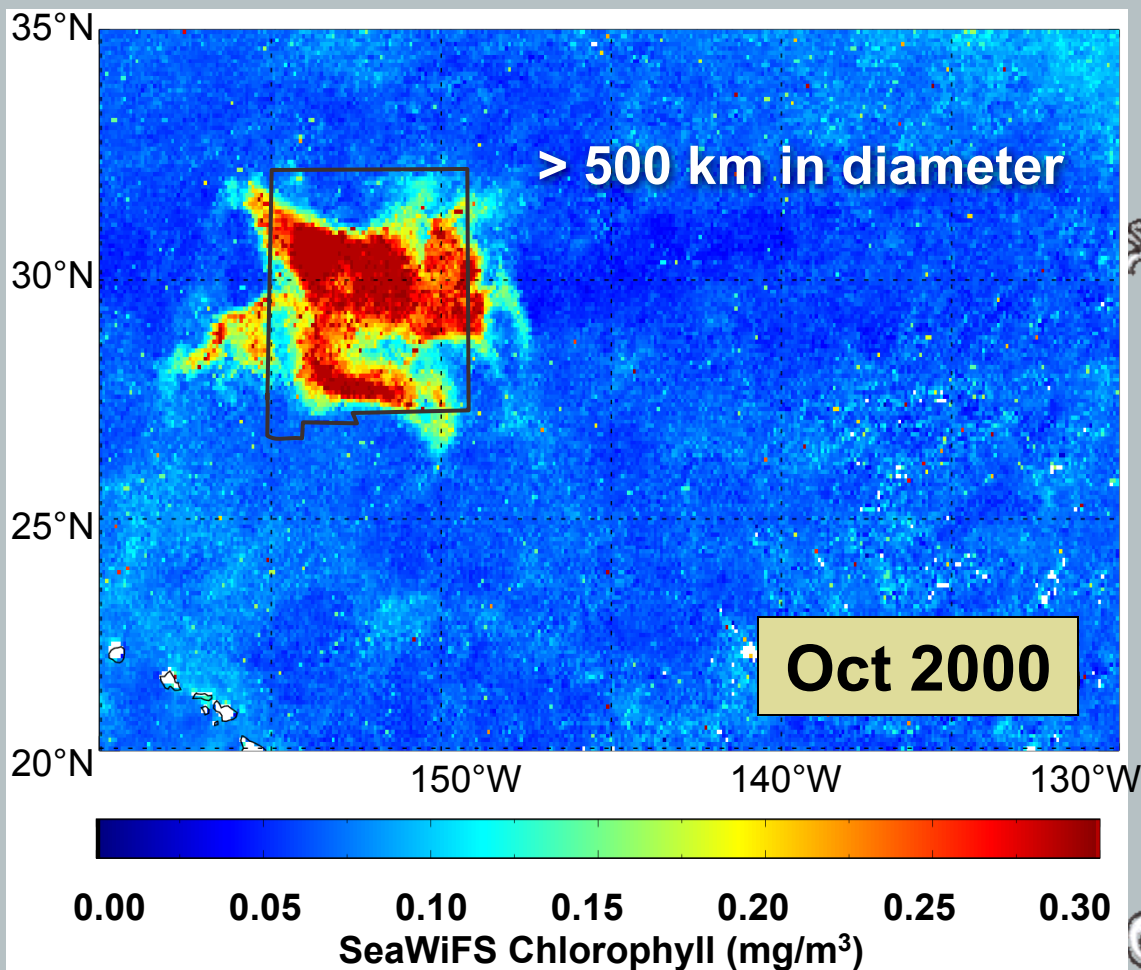 35°N
> 500 km in diameter
30°N
25°N
Oct 2000
20°N
150°W 140°W 130°W
0.00 0.05 0.10 0.15 0.20 0.25 0.30
SeaWiFS Chlorophyll (mg/m³)